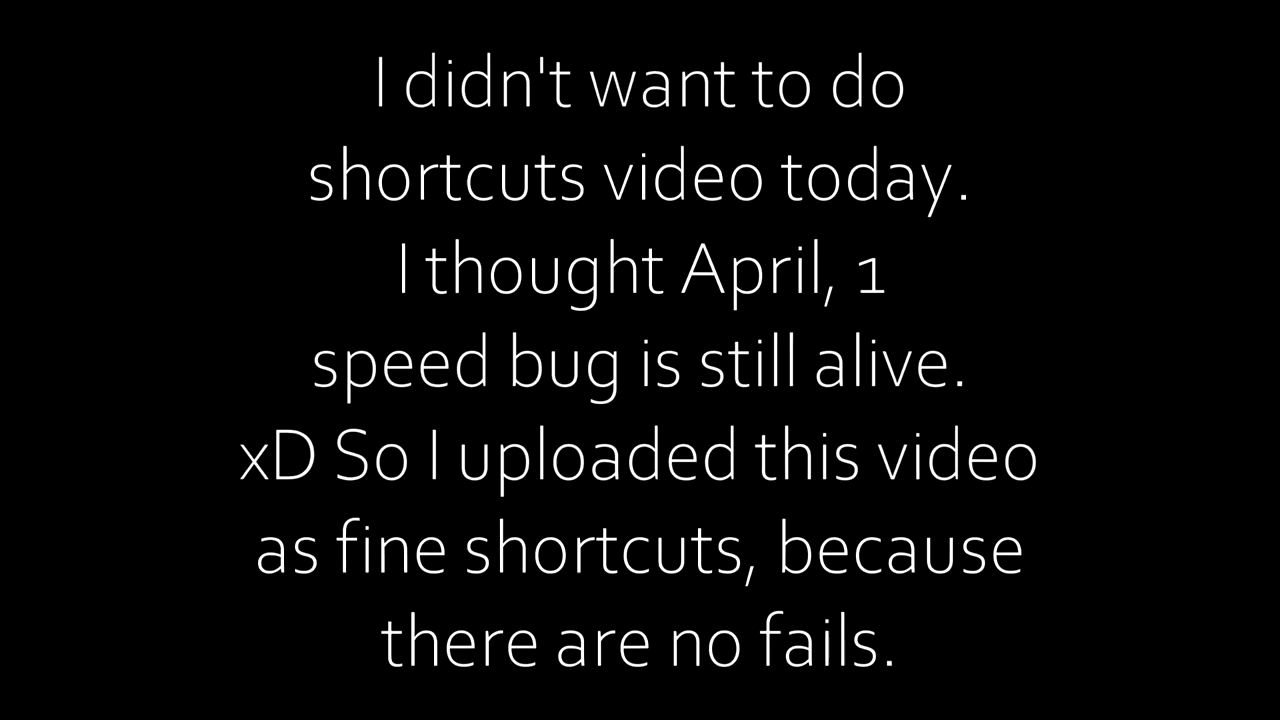 I didn't want to do
shortcuts video today.
I thought April, 1
speed bug is still alive.
xD So I uploaded this video
as fine shortcuts, because
there are no fails.